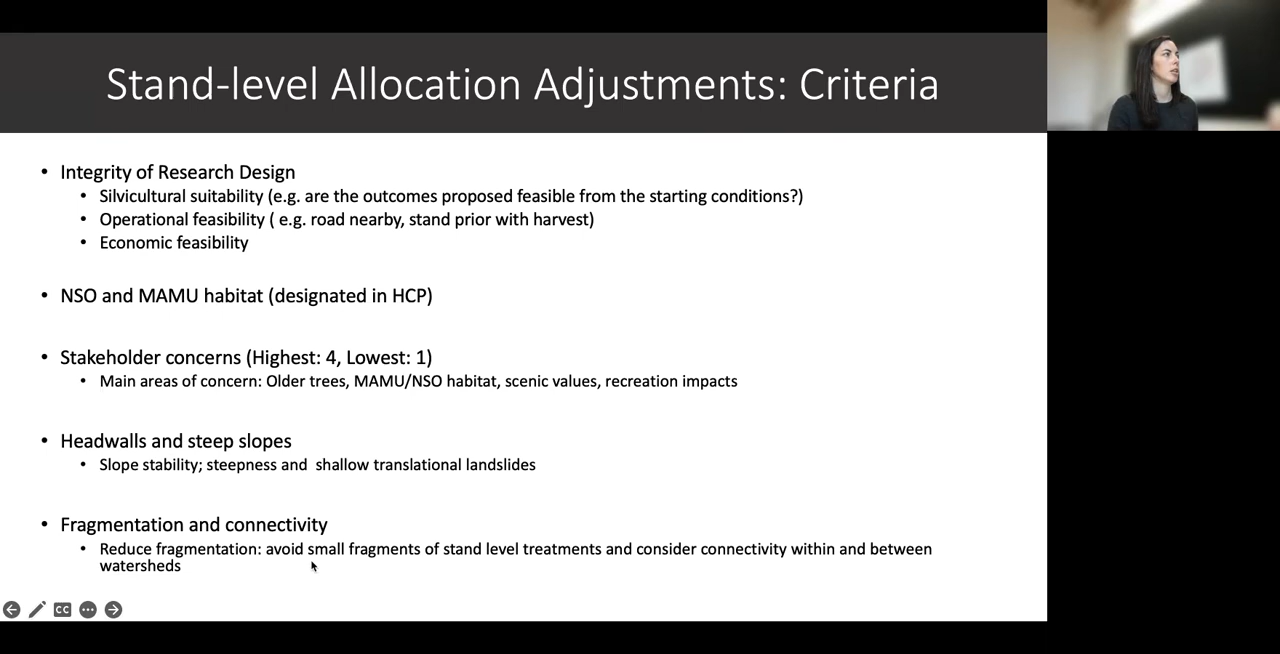 Stand-level Allocation Adjustments: Criteria
• Integrity of Research Design
• Silvicultural suitability (e.g. are the outcomes proposed feasible from the starting conditions?)
• Operational feasibility ( e.g. road nearby, stand prior with harvest)
• Economic feasibility
• NSO and MAMU habitat (designated in HCP)
• Stakeholder concerns (Highest: 4, Lowest: 1)
• Main areas of concern: Older trees, MAMU/NSO habitat, scenic values, recreation impacts
• Headwalls and steep slopes
• Slope stability; steepness and  shallow translational landslides
• Fragmentation and connectivity
• Reduce fragmentation: avoid small fragments of stand level treatments and consider connectivity within and between
watersheds
CC